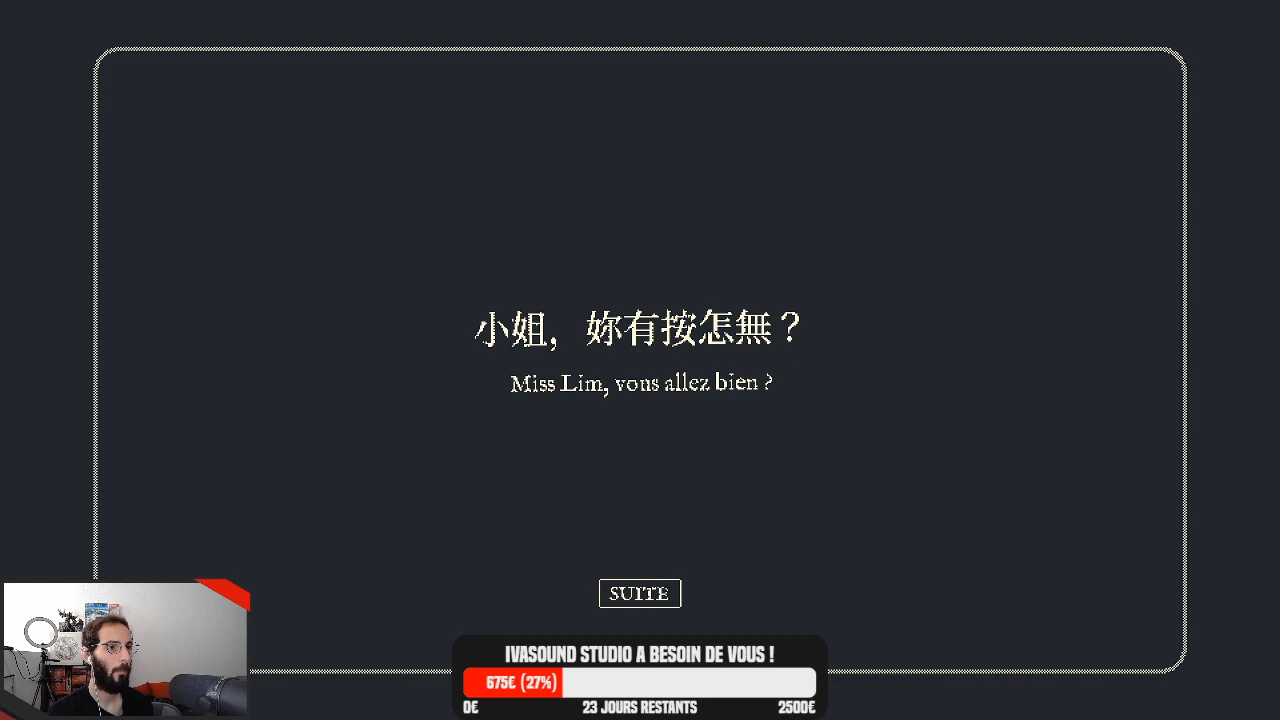 小姐，妳有按怎無？
Miss Lim, vous allez bien ?
SUITE
IVASOUND STUDIO A BESOIN DE VOUS !
675€ (27%)
0€ 23 JOURS RESTANTS 2500€